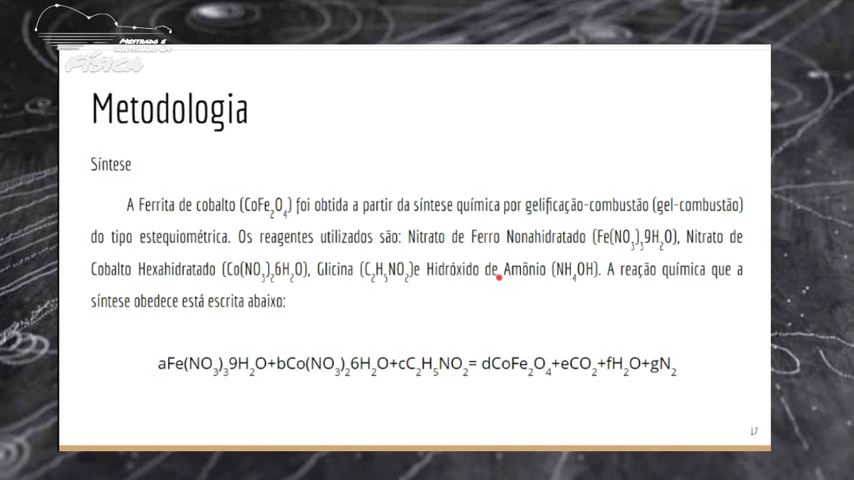 MESTRADO E
FÍSICA
Metodologia
Síntese
A Ferrita de cobalto (CoFe₂O₄) foi obtida a partir da síntese química por gelificação-combustão (gel-combustão)
do tipo estequiométrica. Os reagentes utilizados são: Nitrato de Ferro Nonahidratado (Fe(NO₃)₃9H₂O), Nitrato de
Cobalto Hexahidratado (Co(NO₃)₂6H₂O), Glicina (C₂H₅NO₂)e Hidróxido de Amônio (NH₄OH). A reação química que a
síntese obedece está escrita abaixo:
aFe(NO₃)₃9H₂O+bCo(NO₃)₂6H₂O+cC₂H₅NO₂= dCoFe₂O₄+eCO₂+fH₂O+gN₂
17